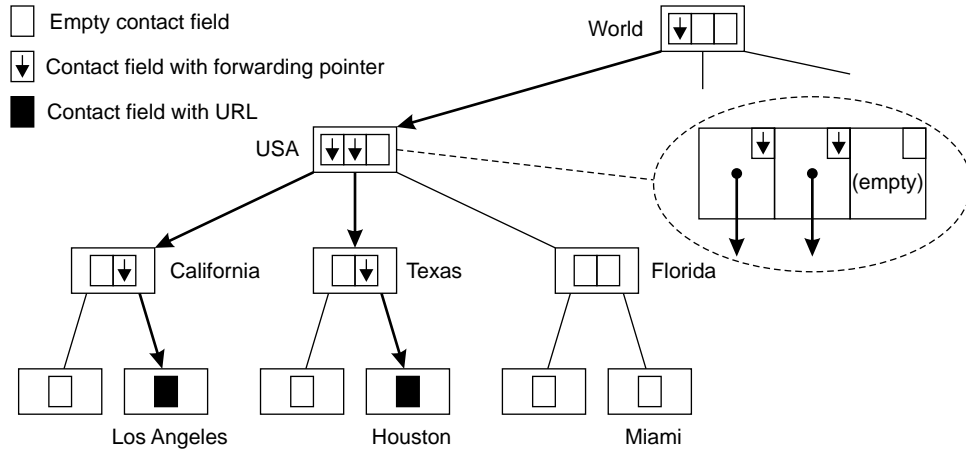 Empty contact field
World
Contact field with forwarding pointer
Contact field with URL
USA
(empty)
California
Texas
Florida
Los Angeles
Houston
Miami